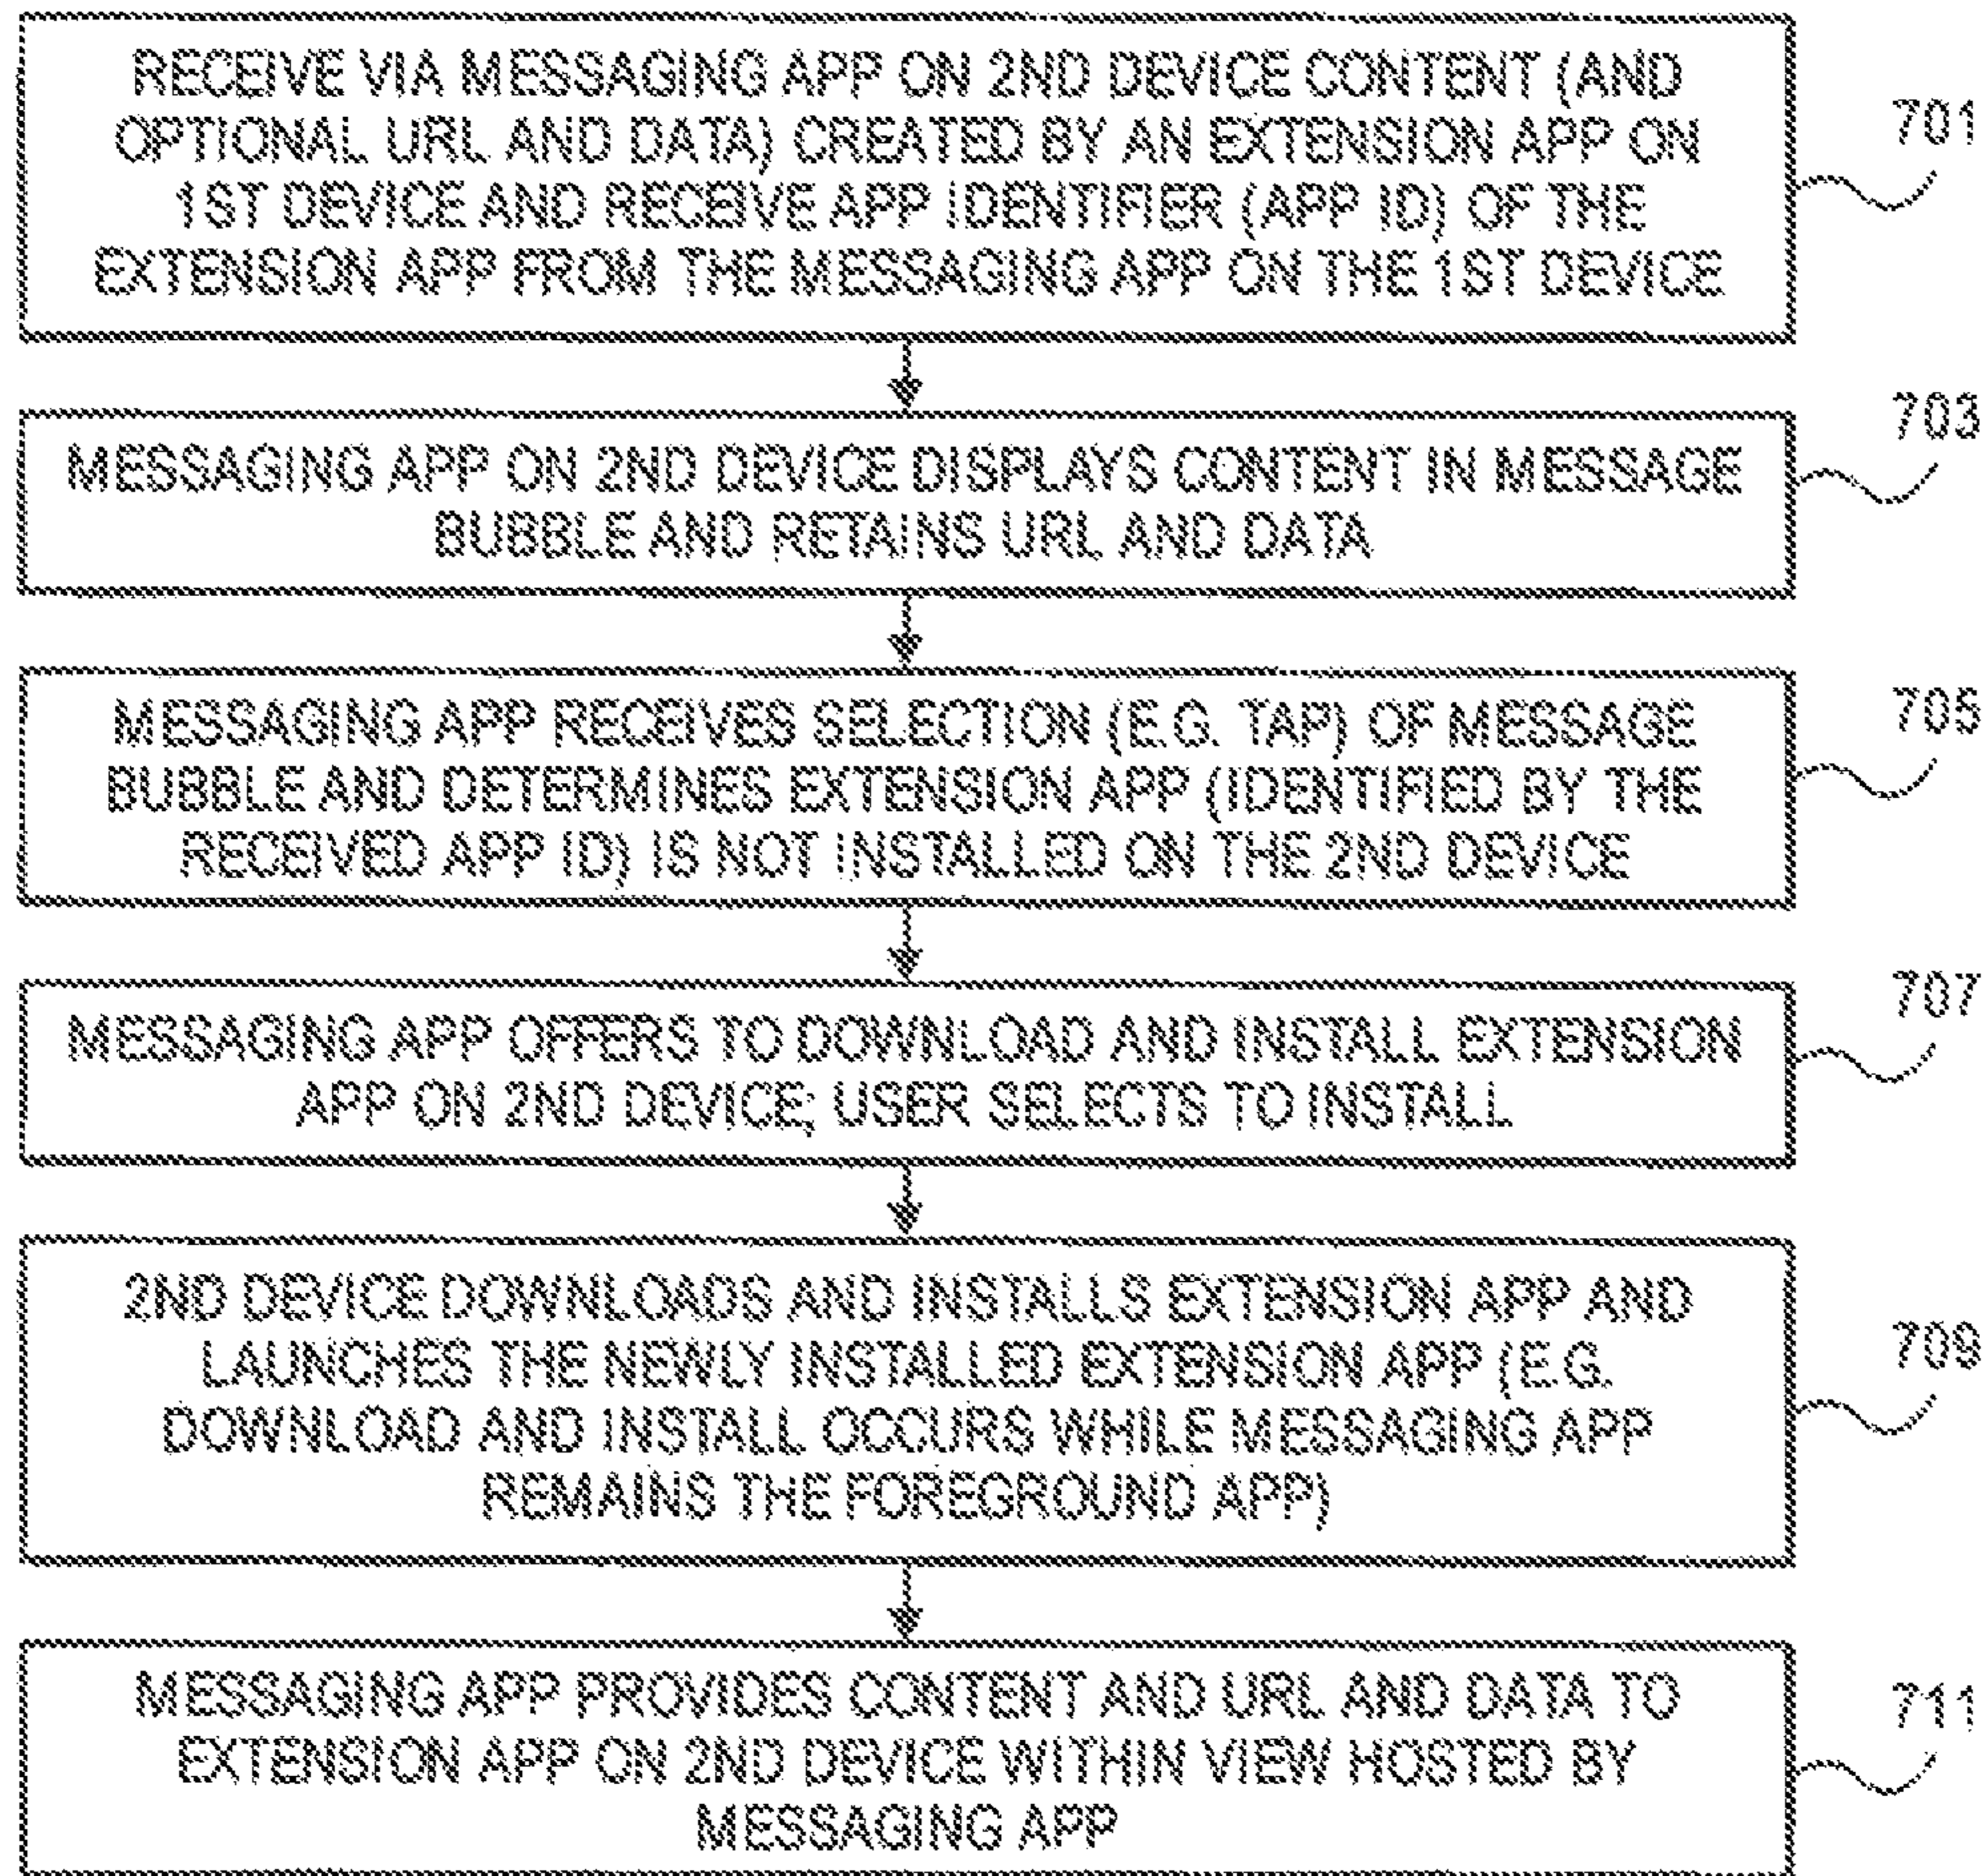 RECEIVE VIA MESSAGING APP ON 2ND DEVICE CONTENT (AND
OPTIONAL URL AND DATA) CREATED BY AN EXTENSION APP ON
1ST DEVICE AND RECEIVE APP IDENTIFIER (APP ID) OF THE
EXTENSION APP FROM THE MESSAGING APP ON THE 1ST DEVICE
701
MESSAGING APP ON 2ND DEVICE DISPLAYS CONTENT IN MESSAGE
BUBBLE AND RETAINS URL AND DATA
703
MESSAGING APP RECEIVES SELECTION (E.G. TAP) OF MESSAGE
BUBBLE AND DETERMINES EXTENSION APP (IDENTIFIED BY THE
RECEIVED APP ID) IS NOT INSTALLED ON THE 2ND DEVICE
705
MESSAGING APP OFFERS TO DOWNLOAD AND INSTALL EXTENSION
APP ON 2ND DEVICE; USER SELECTS TO INSTALL
707
2ND DEVICE DOWNLOADS AND INSTALLS EXTENSION APP AND
LAUNCHES THE NEWLY INSTALLED EXTENSION APP (E.G.
DOWNLOAD AND INSTALL OCCURS WHILE MESSAGING APP
REMAINS THE FOREGROUND APP)
709
MESSAGING APP PROVIDES CONTENT AND URL AND DATA TO
EXTENSION APP ON 2ND DEVICE WITHIN VIEW HOSTED BY
MESSAGING APP
711